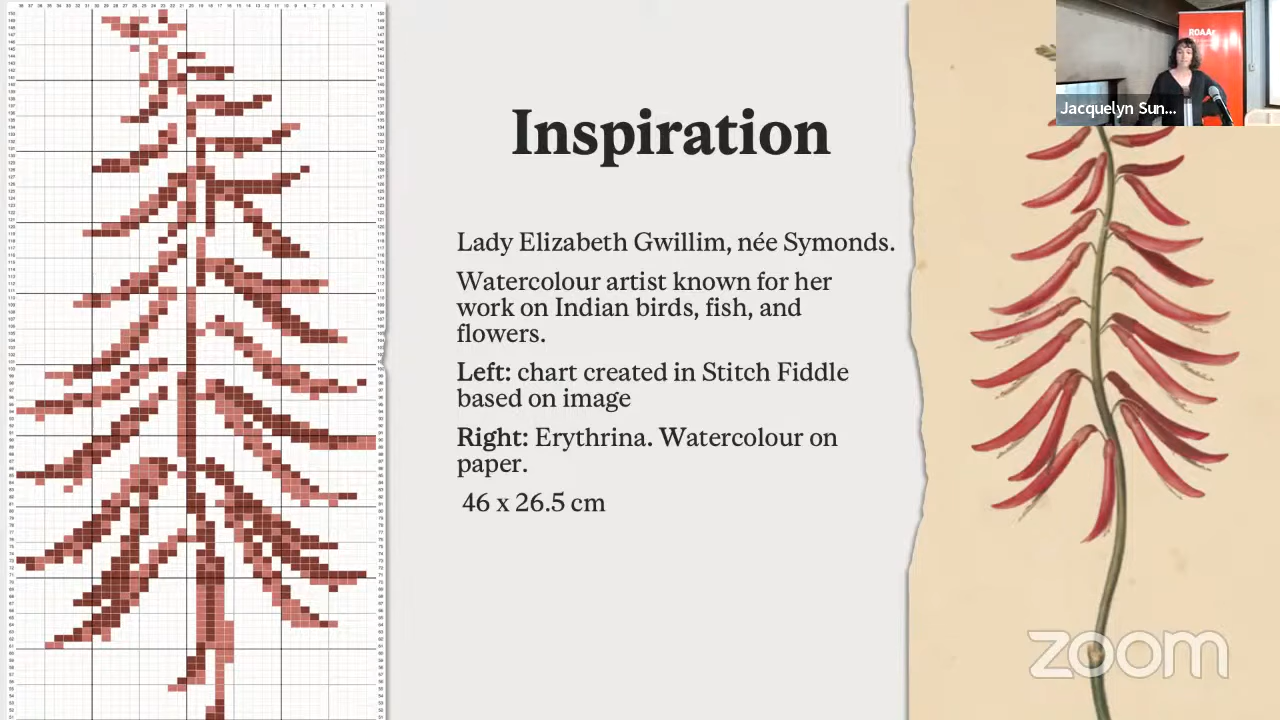 Inspiration
Lady Elizabeth Gwillim, née Symonds.
Watercolour artist known for her
work on Indian birds, fish, and
flowers.
Left: chart created in Stitch Fiddle
based on image
Right: Erythrina. Watercolour on
paper.
46 x 26.5 cm
ROAAr
Jacquelyn Sun...
zoom